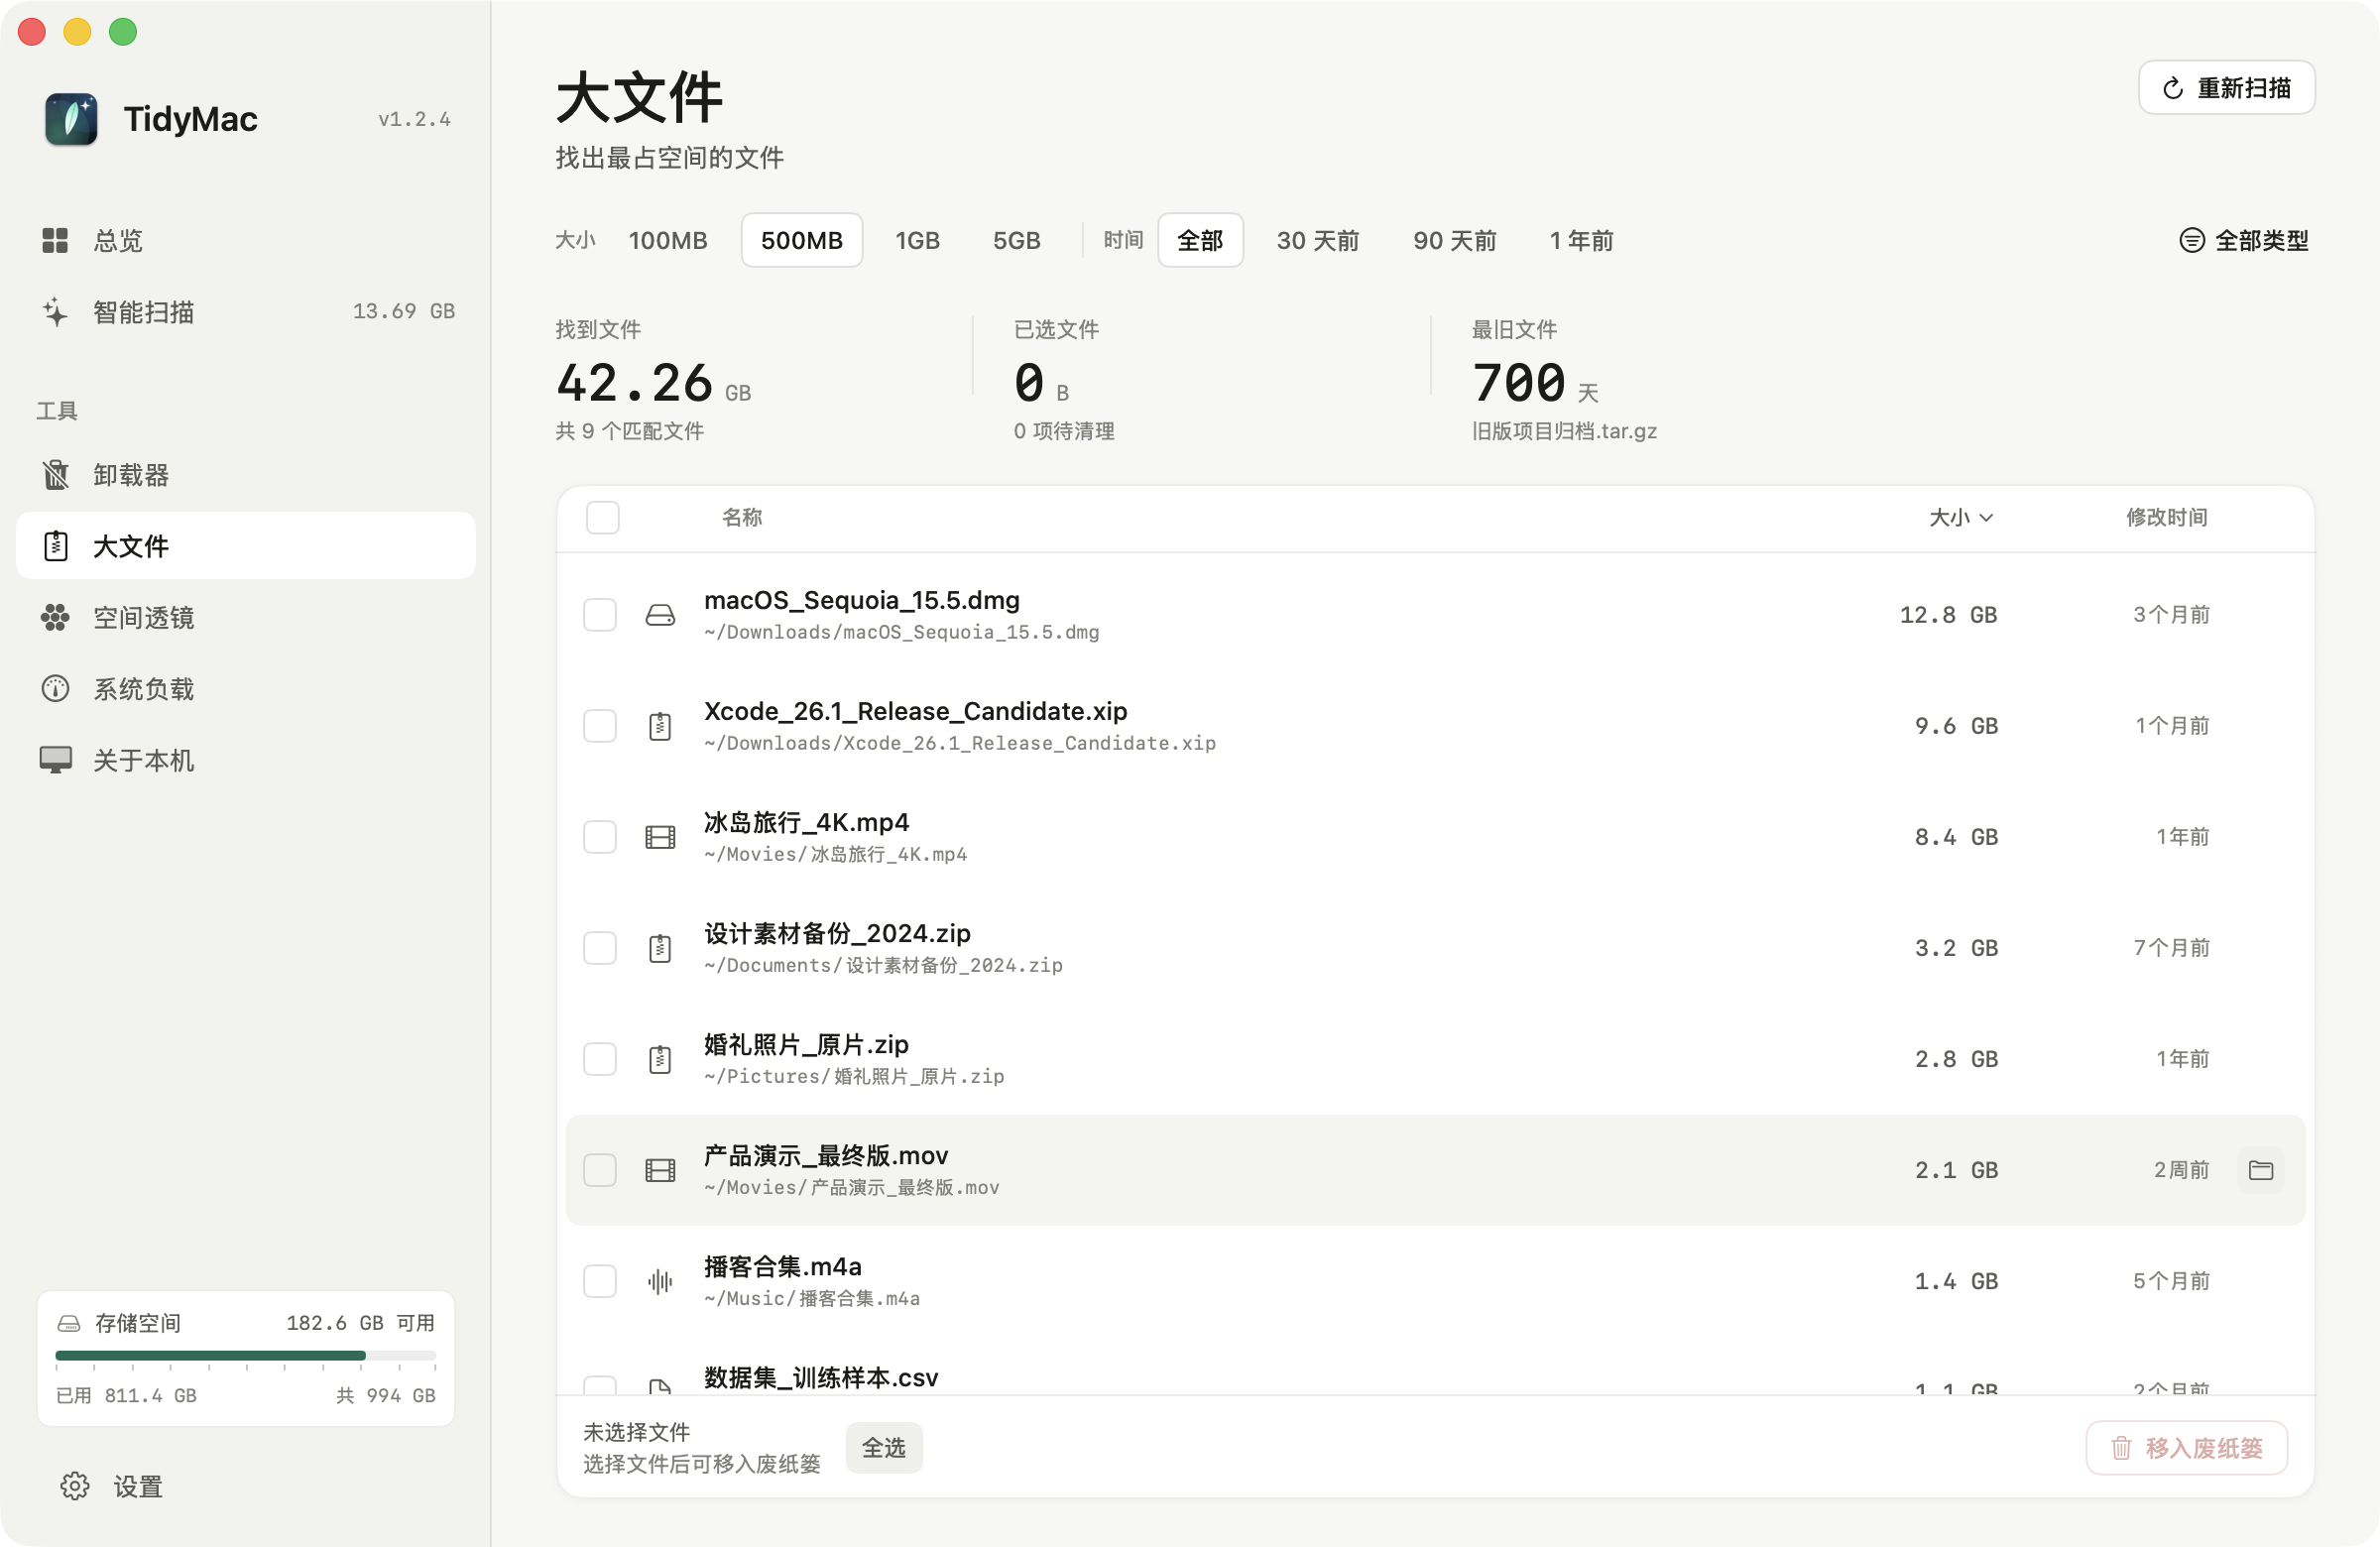 TidyMac v1.2.4
总览
智能扫描 13.69 GB
工具
卸载器
大文件
空间透镜
系统负载
关于本机
存储空间 182.6 GB 可用
已用 811.4 GB 共 994 GB
设置
大文件
找出最占空间的文件
重新扫描
大小 100MB 500MB 1GB 5GB 时间 全部 30 天前 90 天前 1 年前 全部类型
找到文件
42.26 GB
共 9 个匹配文件
已选文件
0 B
0 项待清理
最旧文件
700 天
旧版项目归档.tar.gz
名称 大小 修改时间
macOS_Sequoia_15.5.dmg
~/Downloads/macOS_Sequoia_15.5.dmg
12.8 GB 3个月前
Xcode_26.1_Release_Candidate.xip
~/Downloads/Xcode_26.1_Release_Candidate.xip
9.6 GB 1个月前
冰岛旅行_4K.mp4
~/Movies/冰岛旅行_4K.mp4
8.4 GB 1年前
设计素材备份_2024.zip
~/Documents/设计素材备份_2024.zip
3.2 GB 7个月前
婚礼照片_原片.zip
~/Pictures/婚礼照片_原片.zip
2.8 GB 1年前
产品演示_最终版.mov
~/Movies/产品演示_最终版.mov
2.1 GB 2周前
播客合集.m4a
~/Music/播客合集.m4a
1.4 GB 5个月前
数据集_训练样本.csv
1.1 GB 2个月前
未选择文件
选择文件后可移入废纸篓
全选
移入废纸篓